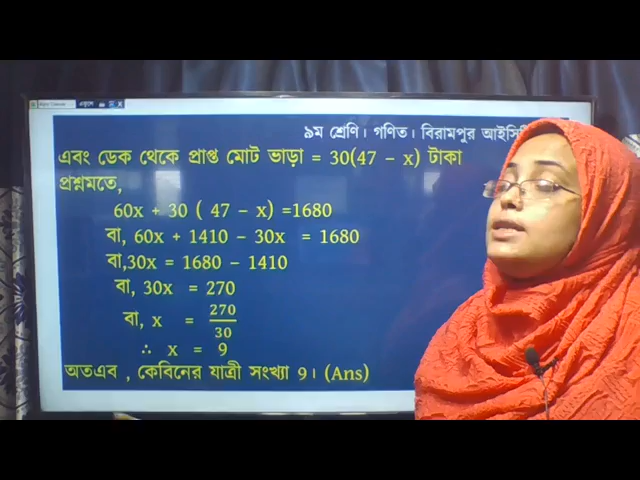 ৯ম শ্রেণি। গণিত। বিরামপুর
এবং ডেক থেকে প্রাপ্ত মোট ভাড়া = 30(47 − x) টাকা
প্রশ্নমতে,
60x + 30 ( 47 − x) =1680
বা, 60x + 1410 − 30x = 1680
বা,30x = 1680 − 1410
বা, 30x = 270
বা, x = 270/30
∴ x = 9
অতএব , কেবিনের যাত্রী সংখ্যা 9। (Ans)